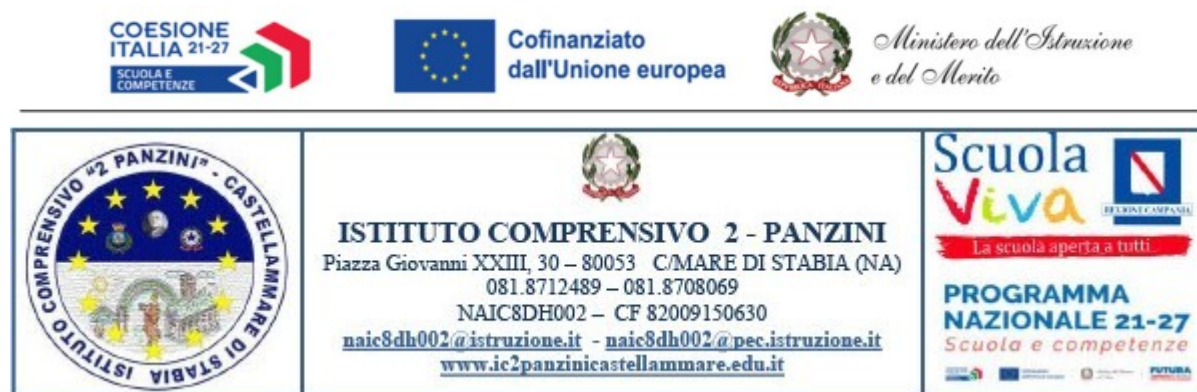 COESIONE
ITALIA 21-27
SCUOLA E
COMPETENZE
Cofinanziato
dall'Unione europea
Ministero dell'Istruzione
e del Merito
ISTITUTO COMPRENSIVO "2 PANZINI" - CASTELLAMMARE DI STABIA
ISTITUTO COMPRENSIVO 2 - PANZINI
Piazza Giovanni XXIII, 30 – 80053 C/MARE DI STABIA (NA)
081.8712489 – 081.8708069
NAIC8DH002 – CF 82009150630
naic8dh002@istruzione.it - naic8dh002@pec.istruzione.it
www.ic2panzinicastellammare.edu.it
Scuola
Viva
REGIONE CAMPANIA
La scuola aperta a tutti
PROGRAMMA
NAZIONALE 21-27
Scuola e competenze
FUTURA